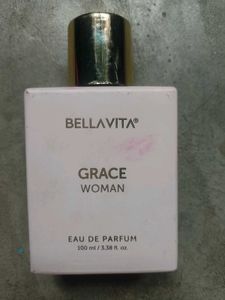 BELLAVITA®
GRACE
WOMAN
EAU DE PARFUM
100 ml / 3.38 fl. oz.